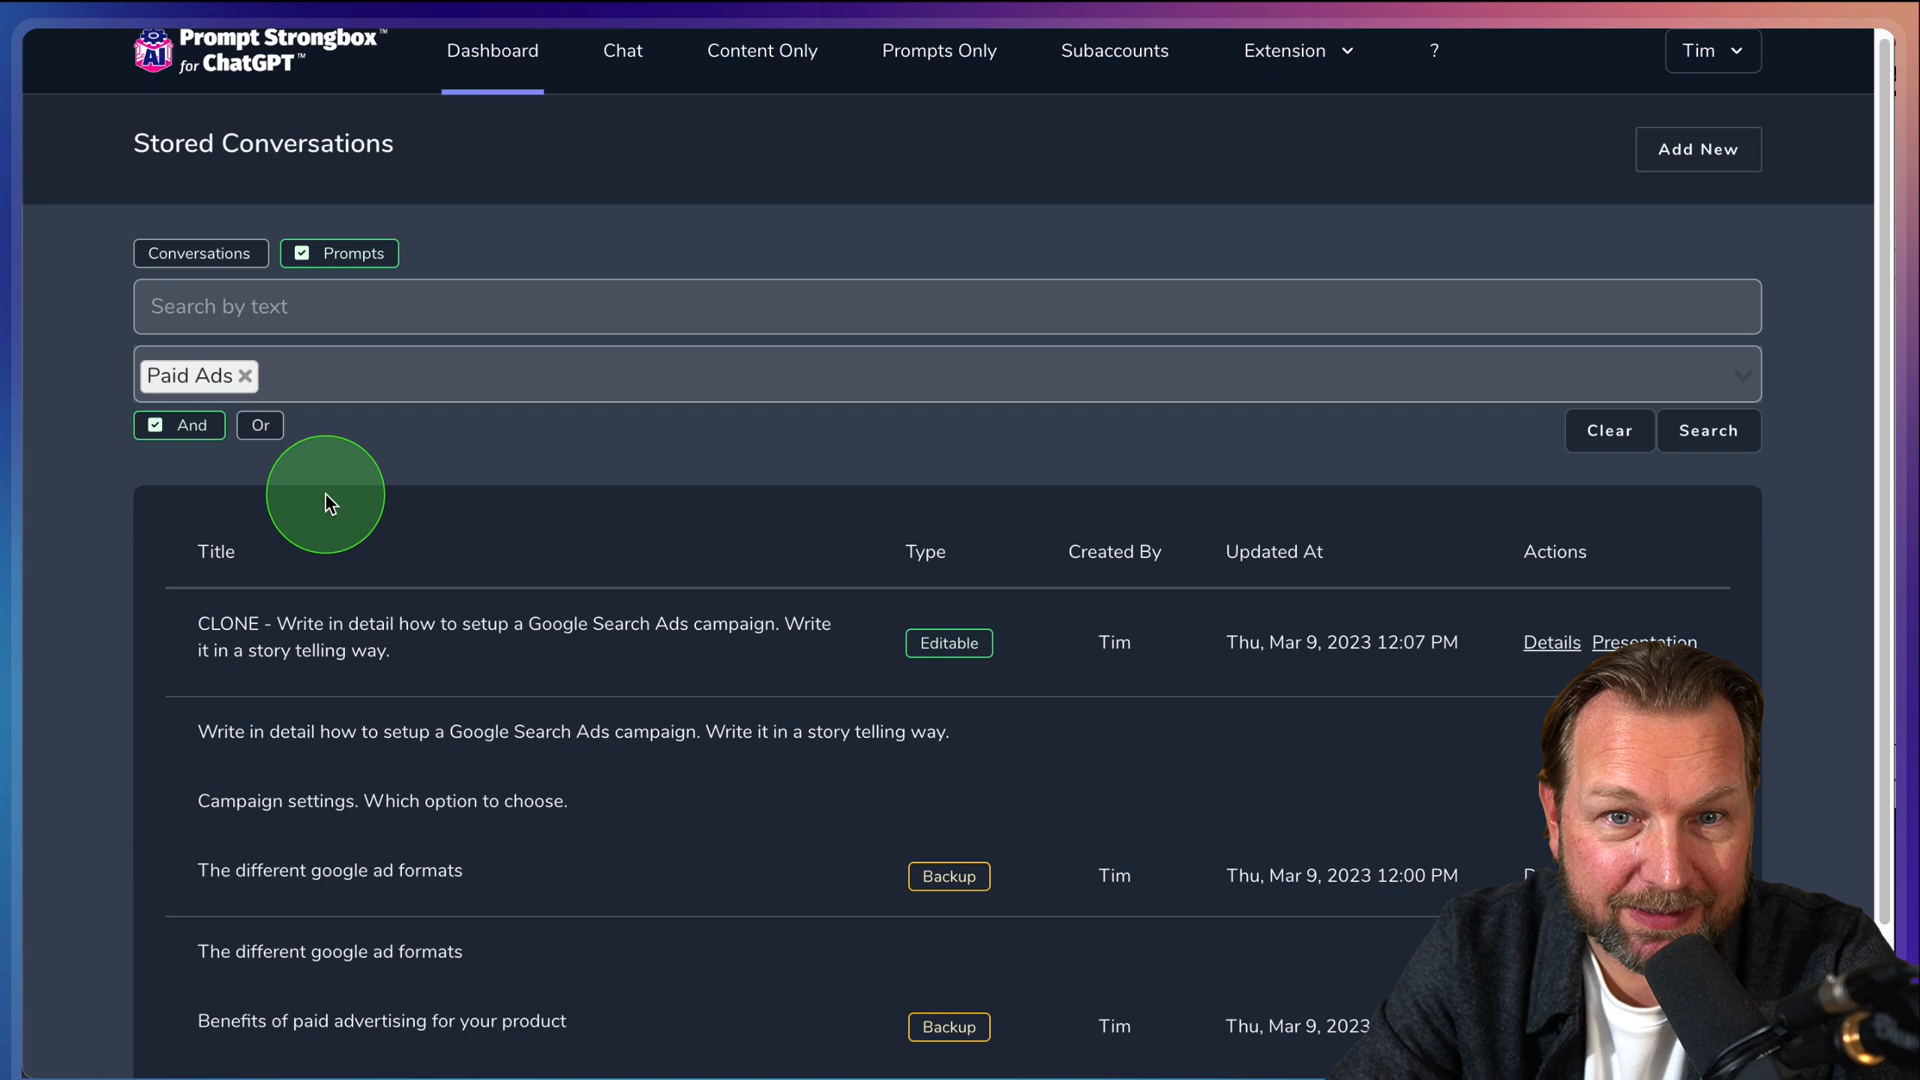 Prompt Strongbox™
for ChatGPT™
Dashboard
Chat
Content Only
Prompts Only
Subaccounts
Extension
?
Tim
Stored Conversations
Add New
Conversations
Prompts
Search by text
Paid Ads
And
Or
Clear
Search
Title
Type
Created By
Updated At
Actions
CLONE - Write in detail how to setup a Google Search Ads campaign. Write
it in a story telling way.
Editable
Tim
Thu, Mar 9, 2023 12:07 PM
Details
Presentation
Write in detail how to setup a Google Search Ads campaign. Write it in a story telling way.
Campaign settings. Which option to choose.
The different google ad formats
Backup
Tim
Thu, Mar 9, 2023 12:00 PM
The different google ad formats
Benefits of paid advertising for your product
Backup
Tim
Thu, Mar 9, 2023